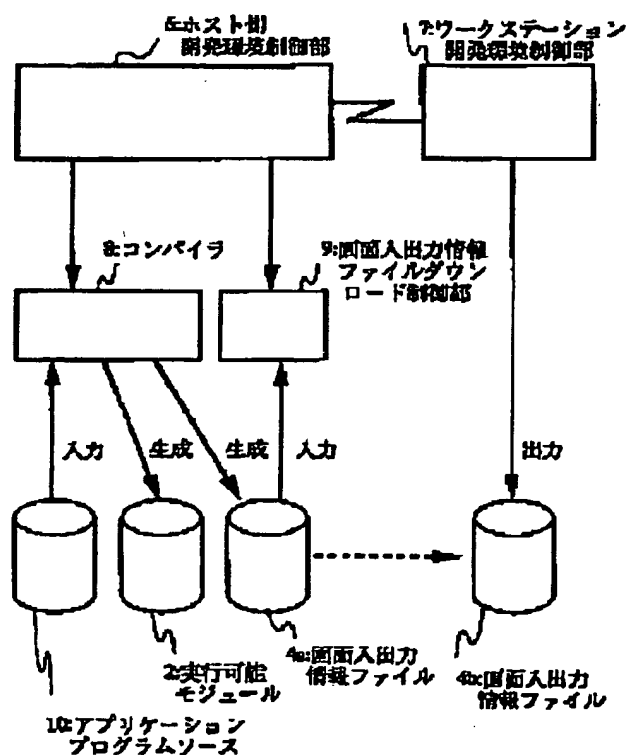 6:ホスト側
開発環境制御部
7:ワークステーション
開発環境制御部
8:コンパイラ
9:画面入出力情報
ファイルダウン
ロード制御部
入力
生成
生成
入力
出力
2:実行可能
モジュール
4a:画面入出力
情報ファイル
4b:画面入出力
情報ファイル
10:アプリケーション
プログラムソース